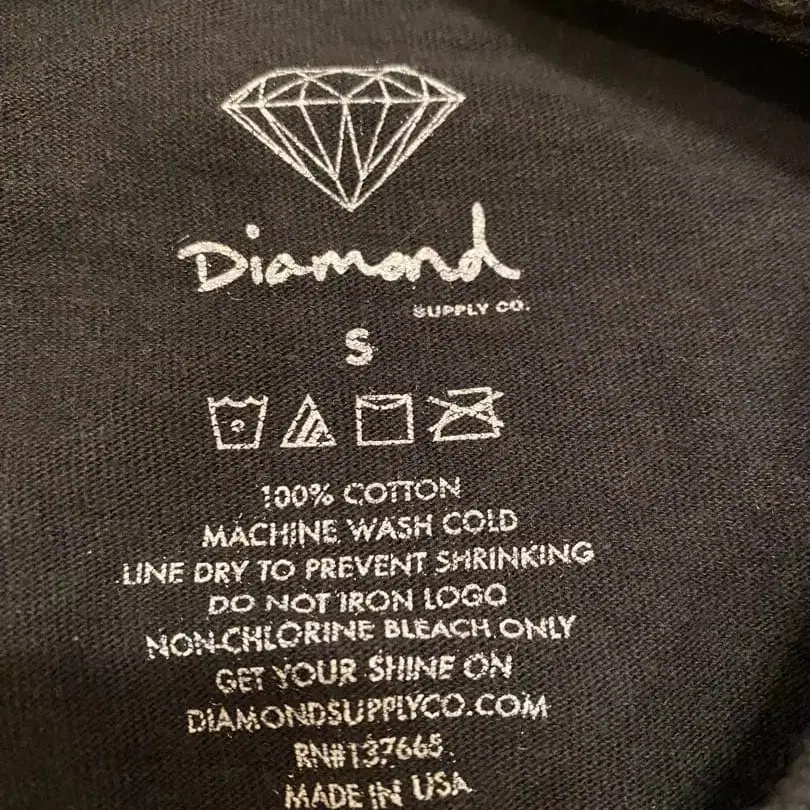 Diamond
SUPPLY CO.
S
100% COTTON
MACHINE WASH COLD
LINE DRY TO PREVENT SHRINKING
DO NOT IRON LOGO
NON-CHLORINE BLEACH ONLY
GET YOUR SHINE ON
DIAMONDSUPPLYCO.COM
RN#137665
MADE IN USA